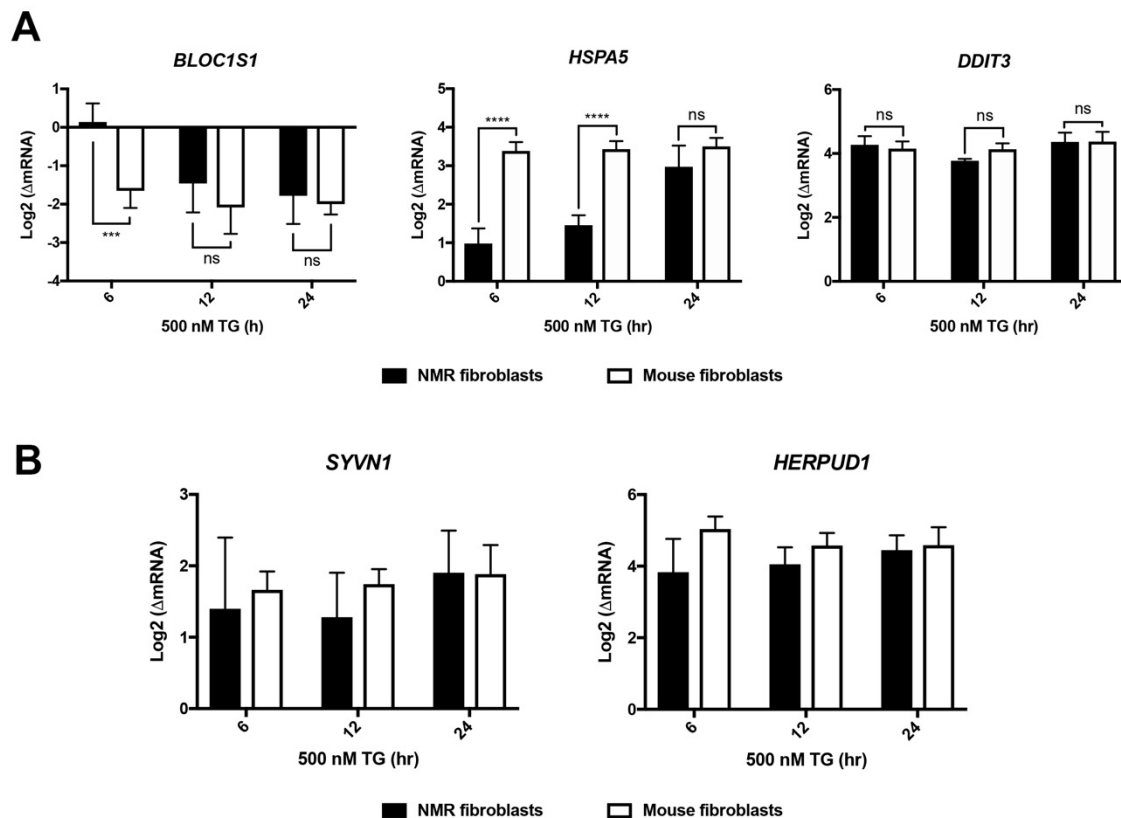 A
BLOC1S1
HSPA5
DDIT3
Log2 (ΔmRNA)
1
0
-1
-2
-3
-4
***
ns
ns
6
12
24
500 nM TG (h)
Log2 (ΔmRNA)
5
4
3
2
1
0
****
****
ns
6
12
24
500 nM TG (hr)
Log2 (ΔmRNA)
6
4
2
0
ns
ns
ns
6
12
24
500 nM TG (hr)
NMR fibroblasts
Mouse fibroblasts
B
SYVN1
HERPUD1
Log2 (ΔmRNA)
3
2
1
0
6
12
24
500 nM TG (hr)
Log2 (ΔmRNA)
6
4
2
0
6
12
24
500 nM TG (hr)
NMR fibroblasts
Mouse fibroblasts